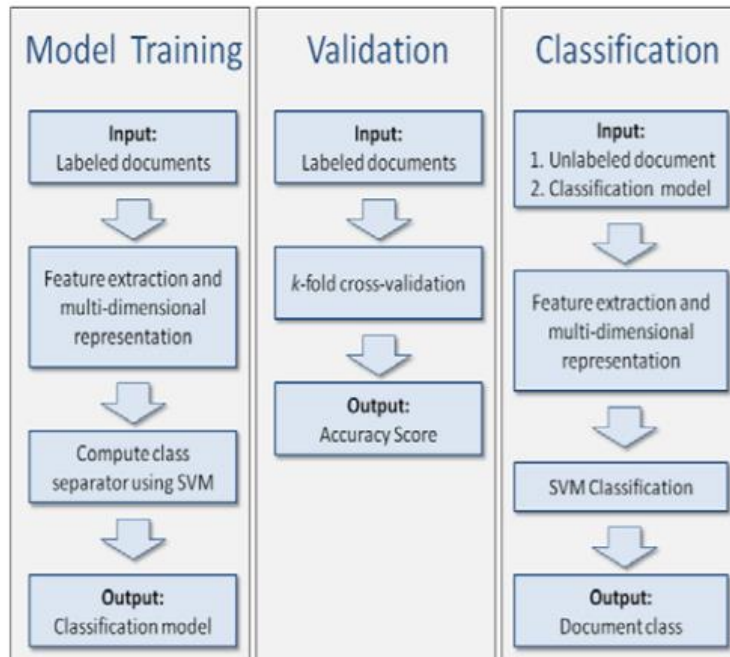 Model Training
Input:
Labeled documents
Feature extraction and
multi-dimensional
representation
Compute class
separator using SVM
Output:
Classification model
Validation
Input:
Labeled documents
k-fold cross-validation
Output:
Accuracy Score
Classification
Input:
1. Unlabeled document
2. Classification model
Feature extraction and
multi-dimensional
representation
SVM Classification
Output:
Document class